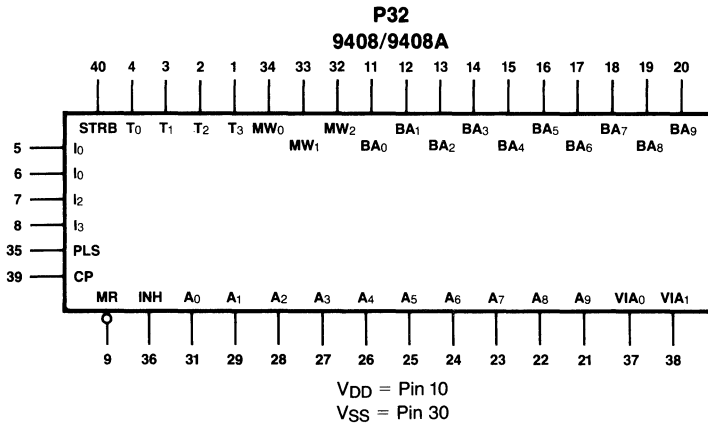 P32
9408/9408A
40 4 3 2 1 34 33 32 11 12 13 14 15 16 17 18 19 20
STRB T0 T1 T2 T3 MW0 MW2 BA1 BA3 BA5 BA7 BA9
MW1 BA0 BA2 BA4 BA6 BA8
5 I0
6 I0
7 I2
8 I3
35 PLS
39 CP
MR INH A0 A1 A2 A3 A4 A5 A6 A7 A8 A9 VIA0 VIA1
9 36 31 29 28 27 26 25 24 23 22 21 37 38
VDD = Pin 10
VSS = Pin 30